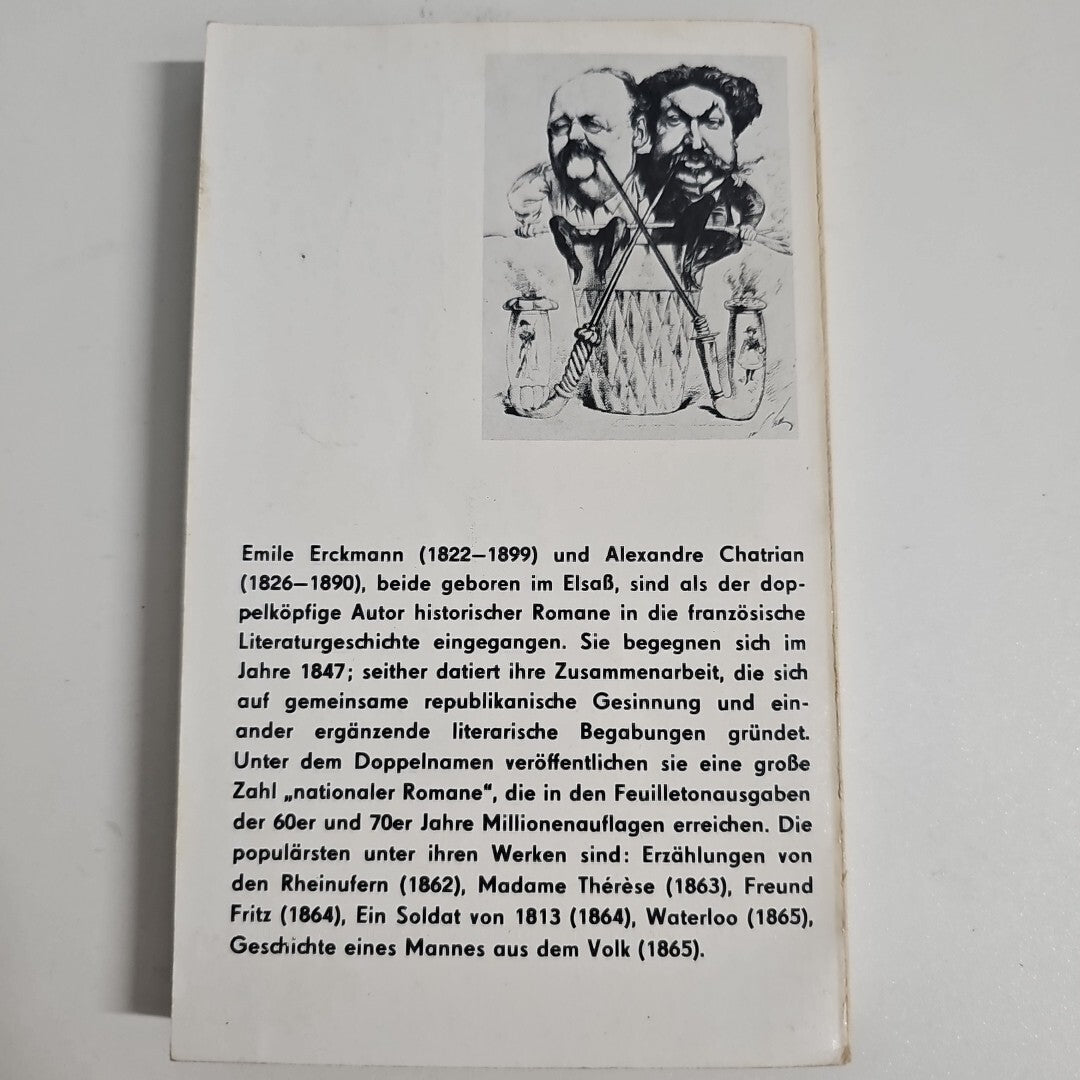 Emile Erckmann (1822—1899) und Alexandre Chatrian
(1826—1890), beide geboren im Elsaß, sind als der dop-
pelköpfige Autor historischer Romane in die französische
Literaturgeschichte eingegangen. Sie begegnen sich im
Jahre 1847; seither datiert ihre Zusammenarbeit, die sich
auf gemeinsame republikanische Gesinnung und ein-
ander ergänzende literarische Begabungen gründet.
Unter dem Doppelnamen veröffentlichen sie eine große
Zahl „nationaler Romane“, die in den Feuilletonausgaben
der 60er und 70er Jahre Millionenauflagen erreichen. Die
populärsten unter ihren Werken sind: Erzählungen von
den Rheinufern (1862), Madame Thérèse (1863), Freund
Fritz (1864), Ein Soldat von 1813 (1864), Waterloo (1865),
Geschichte eines Mannes aus dem Volk (1865).